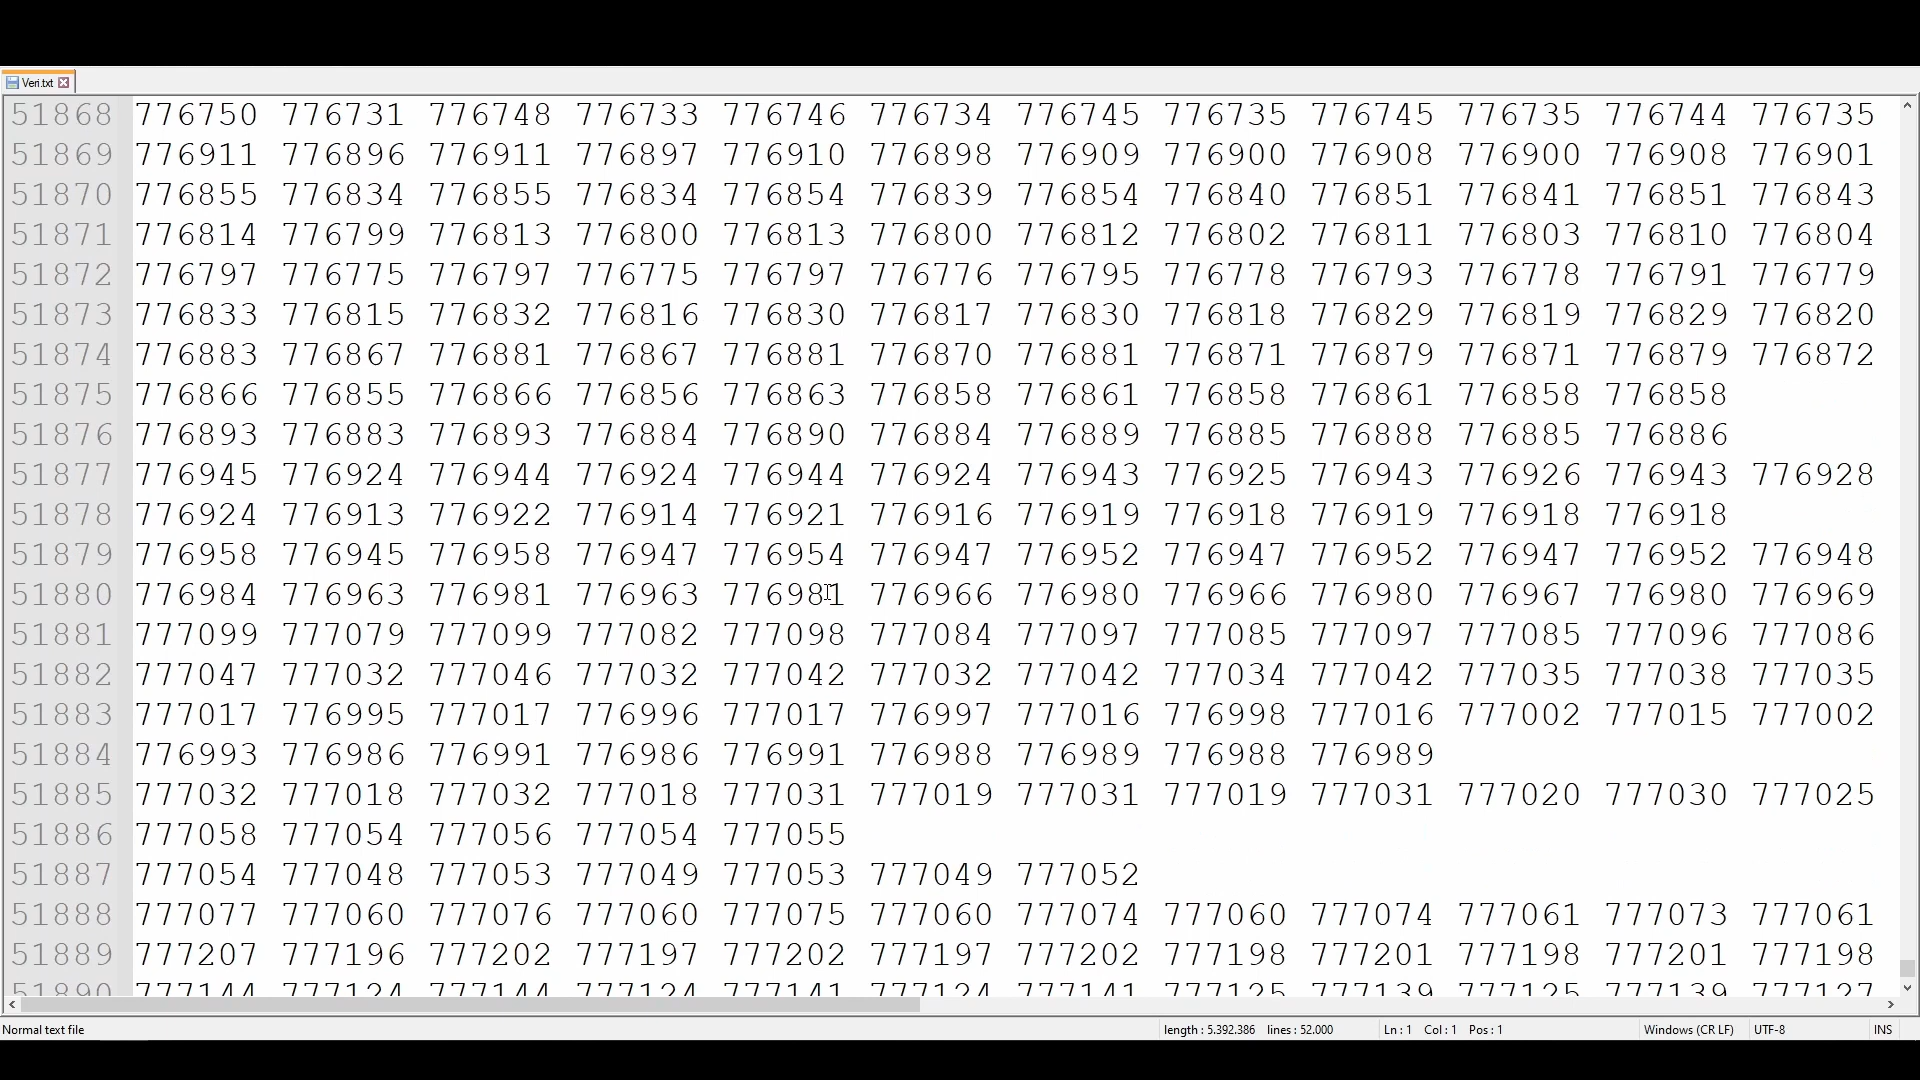 Veri.txt
51868 776750 776731 776748 776733 776746 776734 776745 776735 776745 776735 776744 776735
51869 776911 776896 776911 776897 776910 776898 776909 776900 776908 776900 776908 776901
51870 776855 776834 776855 776834 776854 776839 776854 776840 776851 776841 776851 776843
51871 776814 776799 776813 776800 776813 776800 776812 776802 776811 776803 776810 776804
51872 776797 776775 776797 776775 776797 776776 776795 776778 776793 776778 776791 776779
51873 776833 776815 776832 776816 776830 776817 776830 776818 776829 776819 776829 776820
51874 776883 776867 776881 776867 776881 776870 776881 776871 776879 776871 776879 776872
51875 776866 776855 776866 776856 776863 776858 776861 776858 776861 776858 776858
51876 776893 776883 776893 776884 776890 776884 776889 776885 776888 776885 776886
51877 776945 776924 776944 776924 776944 776924 776943 776925 776943 776926 776943 776928
51878 776924 776913 776922 776914 776921 776916 776919 776918 776919 776918 776918
51879 776958 776945 776958 776947 776954 776947 776952 776947 776952 776947 776952 776948
51880 776984 776963 776981 776963 776981 776966 776980 776966 776980 776967 776980 776969
51881 777099 777079 777099 777082 777098 777084 777097 777085 777097 777085 777096 777086
51882 777047 777032 777046 777032 777042 777032 777042 777034 777042 777035 777038 777035
51883 777017 776995 777017 776996 777017 776997 777016 776998 777016 777002 777015 777002
51884 776993 776986 776991 776986 776991 776988 776989 776988 776989
51885 777032 777018 777032 777018 777031 777019 777031 777019 777031 777020 777030 777025
51886 777058 777054 777056 777054 777055
51887 777054 777048 777053 777049 777053 777049 777052
51888 777077 777060 777076 777060 777075 777060 777074 777060 777074 777061 777073 777061
51889 777207 777196 777202 777197 777202 777197 777202 777198 777201 777198 777201 777198
51890 777144 777124 777144 777124 777141 777124 777141 777125 777139 777125 777139 777127
Normal text file length : 5.392.386 lines : 52.000 Ln : 1 Col : 1 Pos : 1 Windows (CR LF) UTF-8 INS